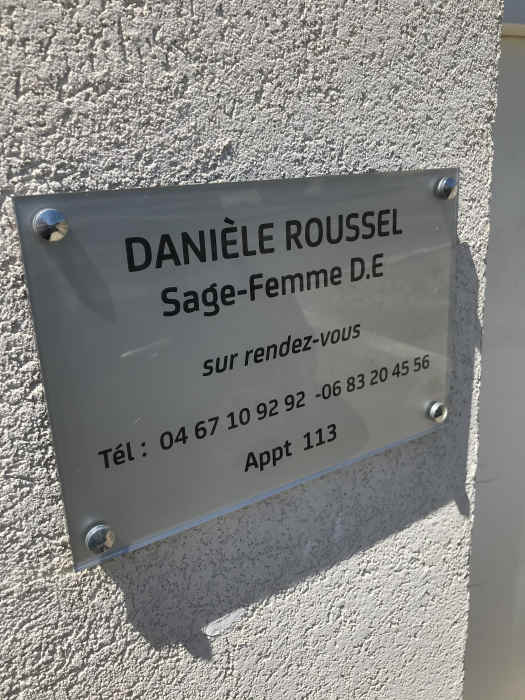 DANIÈLE ROUSSEL
Sage-Femme D.E
sur rendez-vous
Tél : 04 67 10 92 92 -06 83 20 45 56
Appt 113